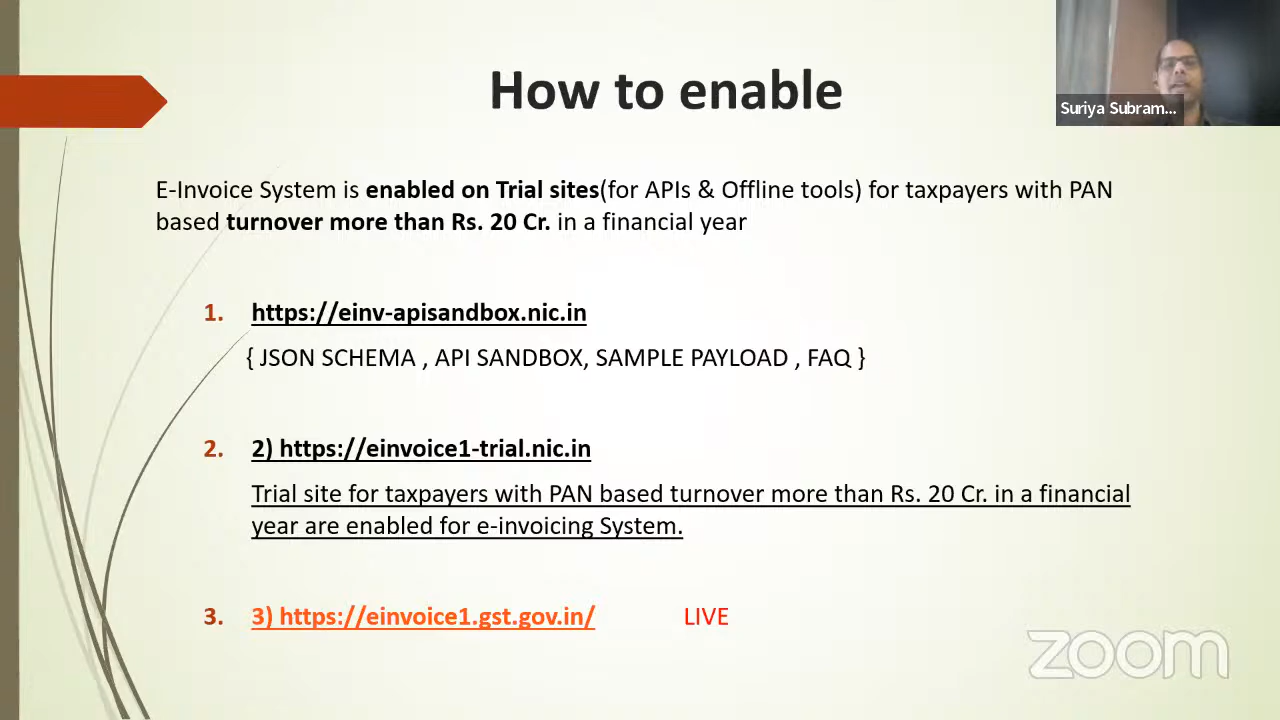 How to enable
Suriya Subram...
E-Invoice System is enabled on Trial sites(for APIs & Offline tools) for taxpayers with PAN
based turnover more than Rs. 20 Cr. in a financial year
1. https://einv-apisandbox.nic.in
{ JSON SCHEMA , API SANDBOX, SAMPLE PAYLOAD , FAQ }
2. 2) https://einvoice1-trial.nic.in
Trial site for taxpayers with PAN based turnover more than Rs. 20 Cr. in a financial
year are enabled for e-invoicing System.
3. 3) https://einvoice1.gst.gov.in/ LIVE
zoom